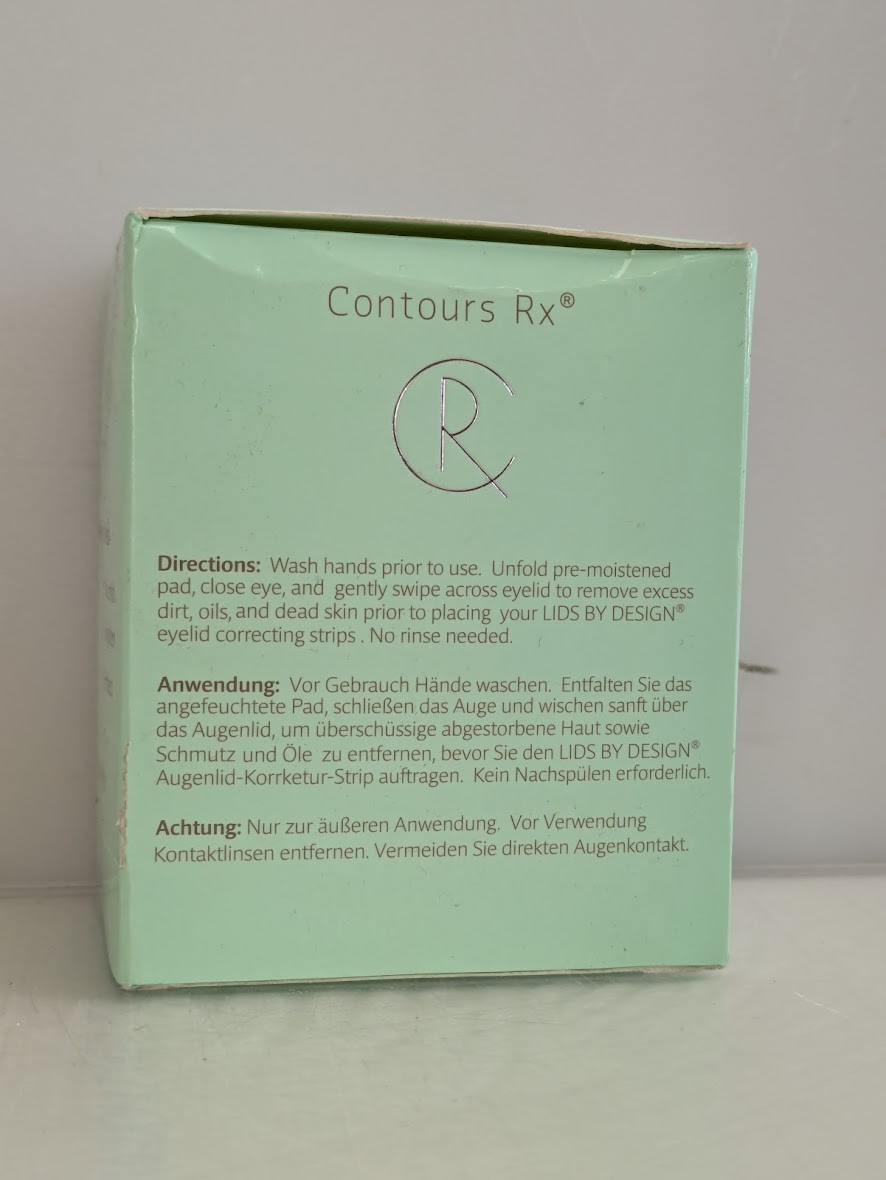 Contours Rx®
Directions: Wash hands prior to use. Unfold pre-moistened
pad, close eye, and gently swipe across eyelid to remove excess
dirt, oils, and dead skin prior to placing your LIDS BY DESIGN®
eyelid correcting strips . No rinse needed.
Anwendung: Vor Gebrauch Hände waschen. Entfalten Sie das
angefeuchtete Pad, schließen das Auge und wischen sanft über
das Augenlid, um überschüssige abgestorbene Haut sowie
Schmutz und Öle zu entfernen, bevor Sie den LIDS BY DESIGN®
Augenlid-Korrketur-Strip auftragen. Kein Nachspülen erforderlich.
Achtung: Nur zur äußeren Anwendung. Vor Verwendung
Kontaktlinsen entfernen. Vermeiden Sie direkten Augenkontakt.